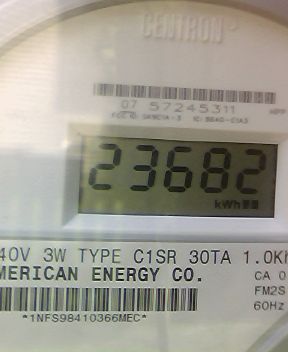 CENTRON
07 57245311
23682
kWh
40V 3W TYPE C1SR 30TA 1.0Kh
MERICAN ENERGY CO.
CA 0
FM2S
60Hz
*1NFS98410366MEC*